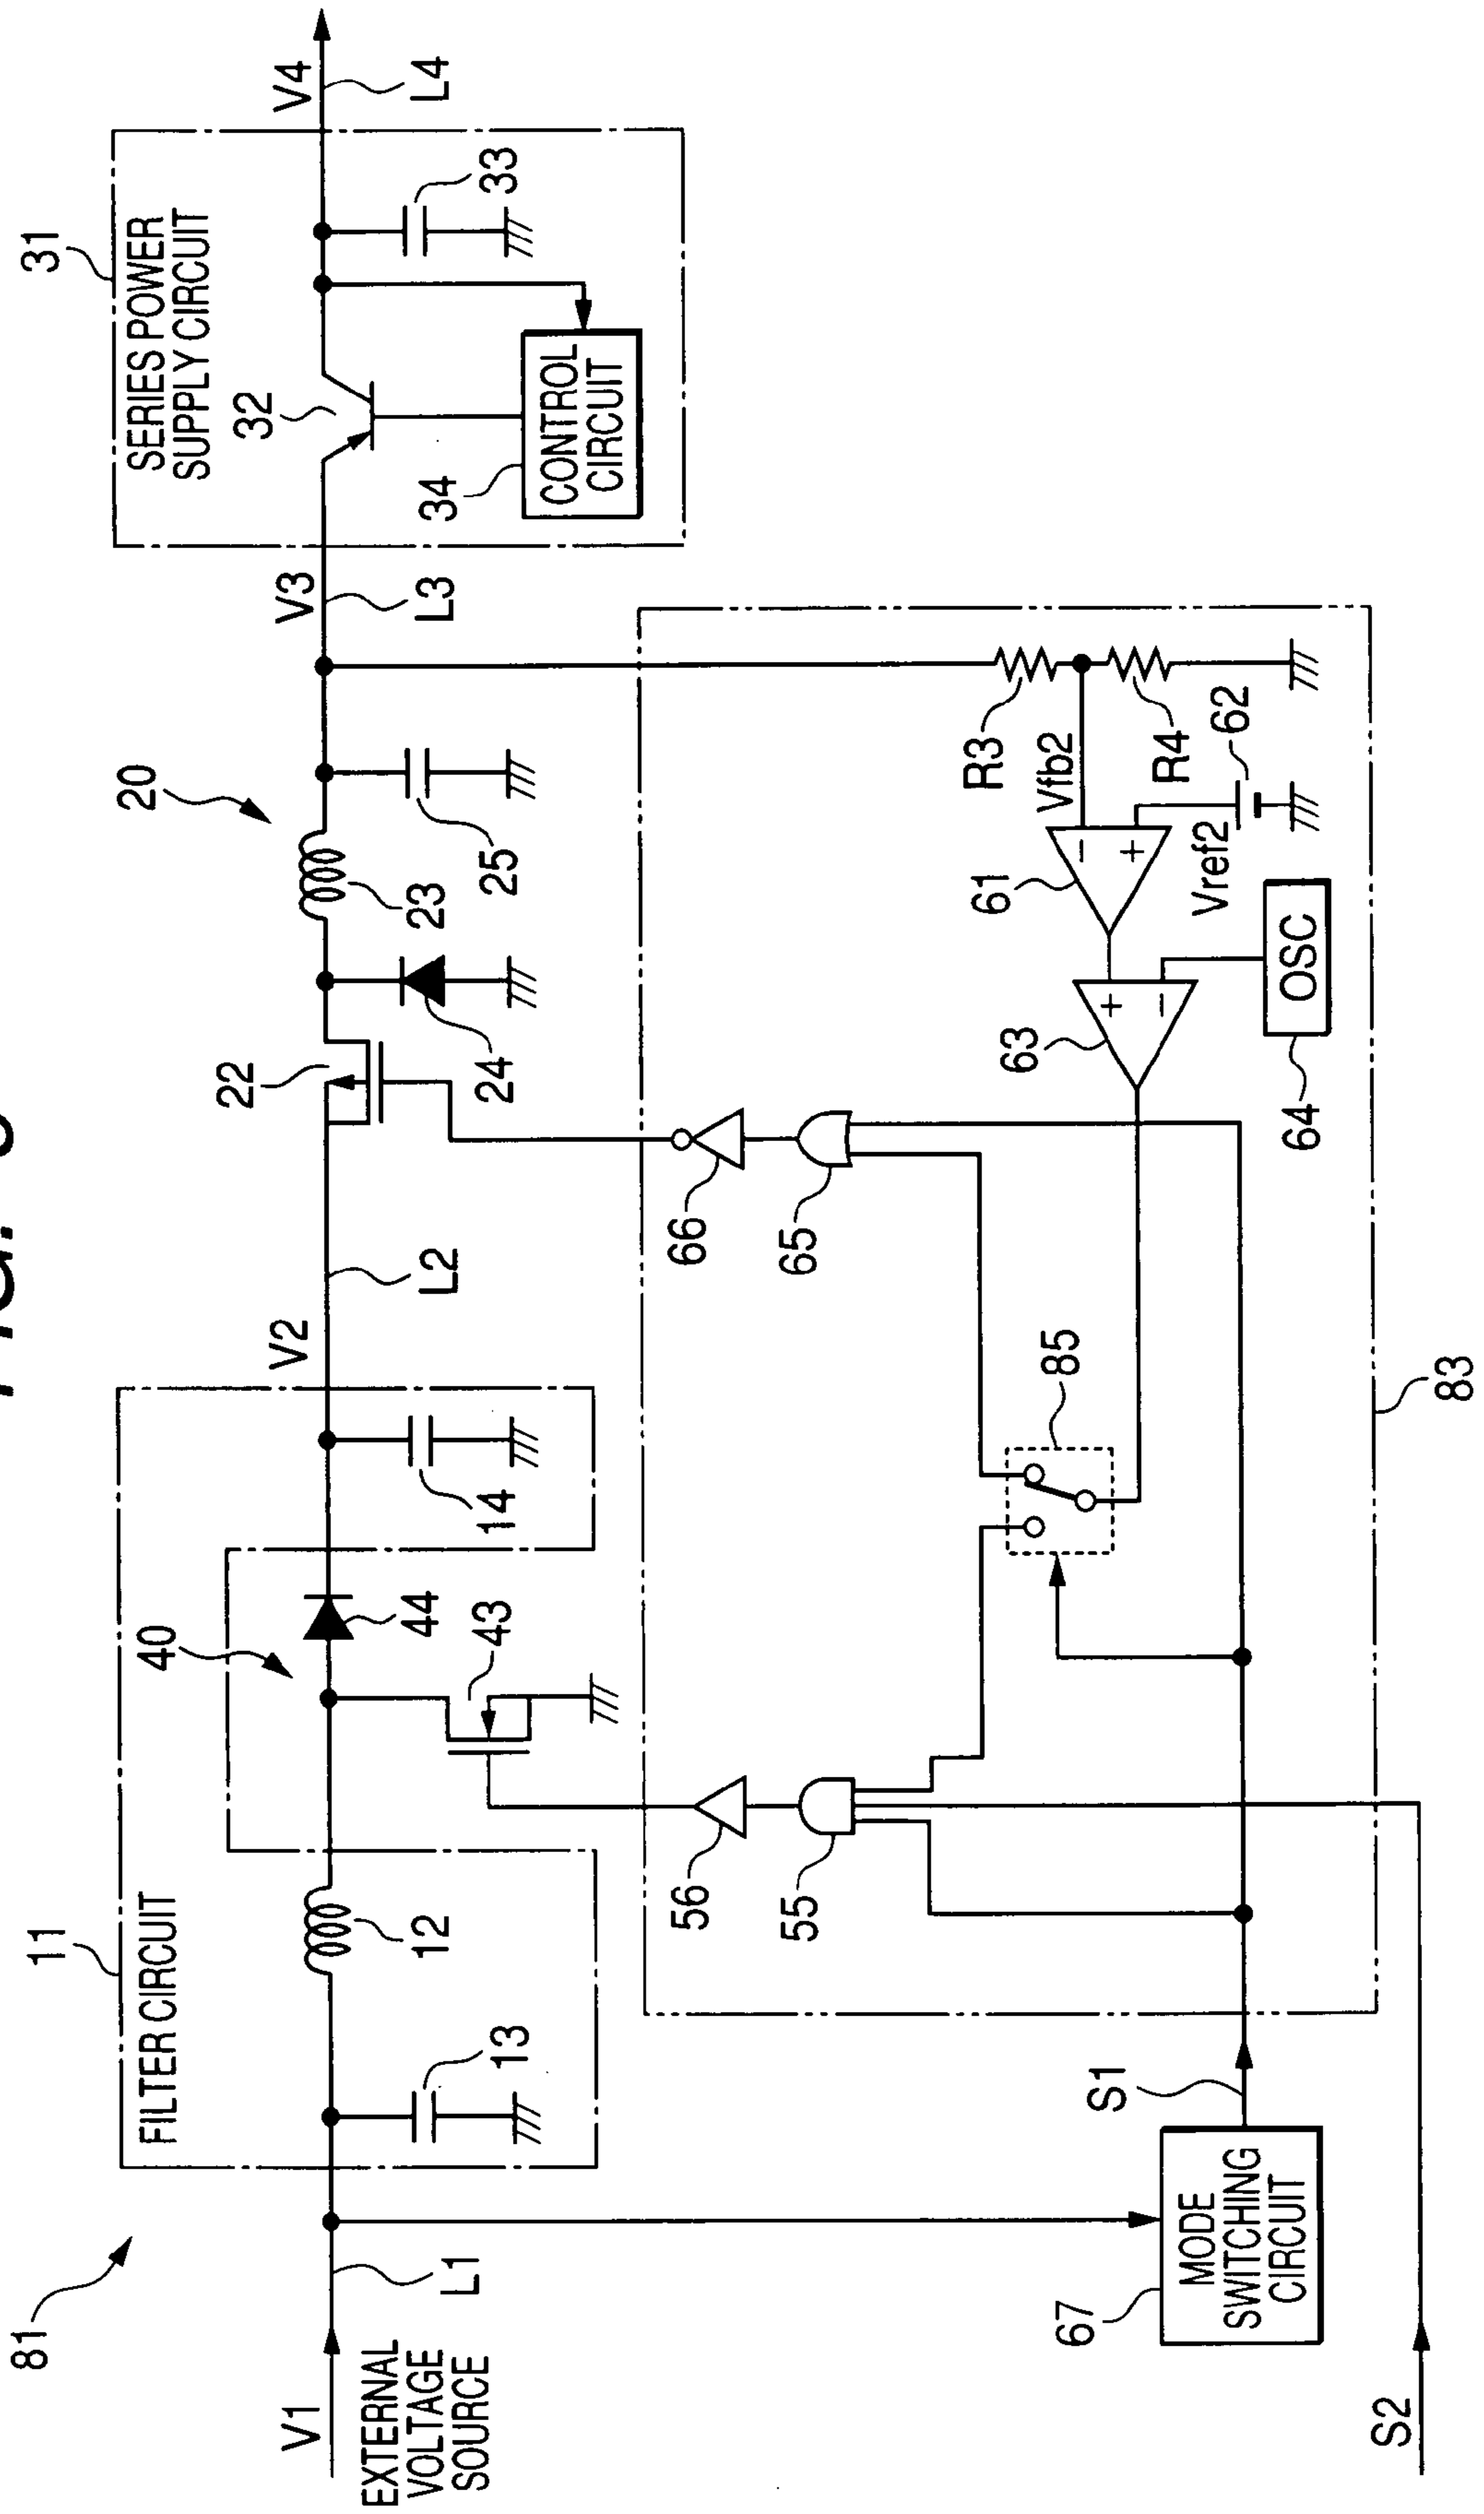 81
V1
EXTERNAL
VOLTAGE
SOURCE
L1
11
FILTER CIRCUIT
13
12
40
44
43
14
V2
L2
22
24
23
20
25
V3
L3
31
SERIES POWER
SUPPLY CIRCUIT
32
34
CONTROL
CIRCUIT
33
V4
L4
56
55
66
65
85
63
+
−
61
−
+
Vfb2
R3
R4
Vref2
62
OSC
64
83
67
MODE
SWITCHING
CIRCUIT
S1
S2